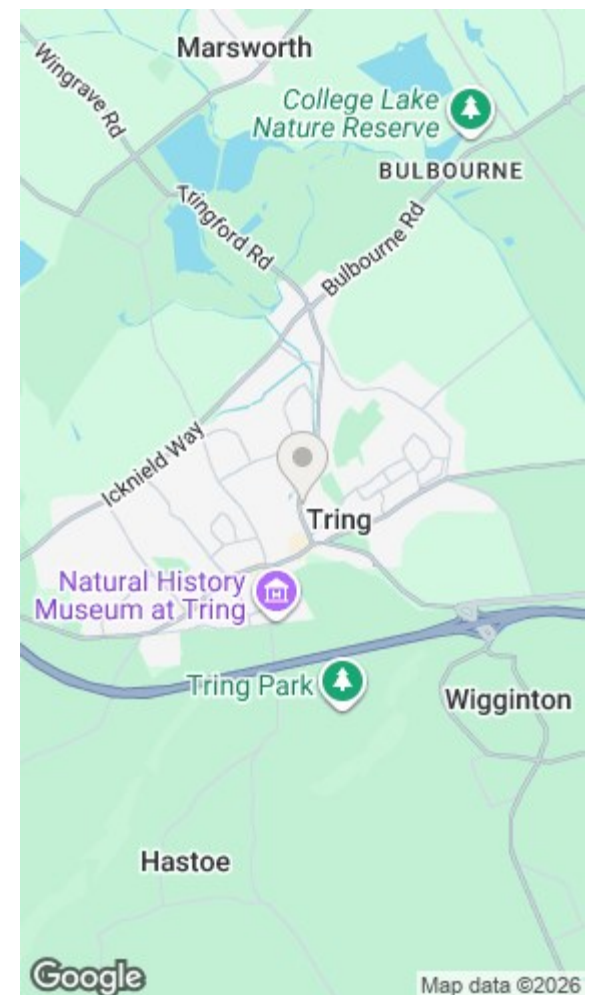 Marsworth
Wingrave Rd
College Lake
Nature Reserve
BULBOURNE
Tringford Rd
Bulbourne Rd
Icknield Way
Tring
Natural History
Museum at Tring
Tring Park
Wigginton
Hastoe
Google
Map data ©2026